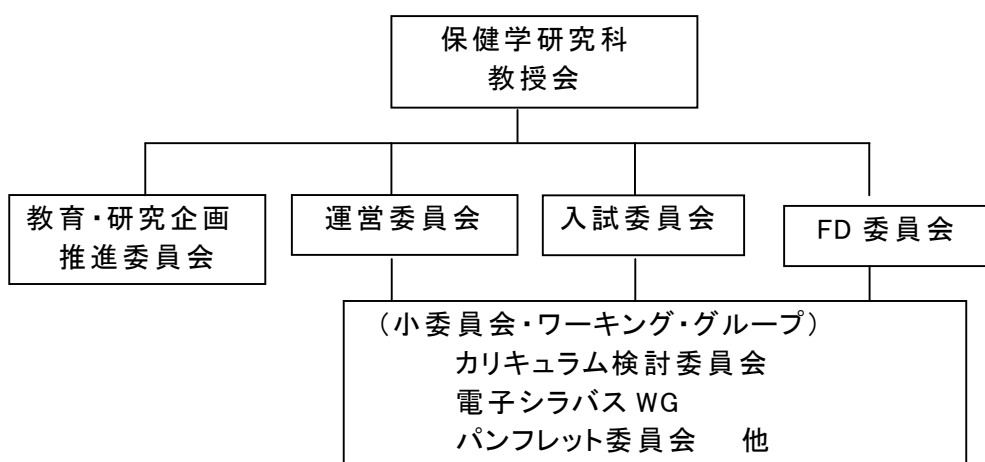 保健学研究科
教授会
教育・研究企画
推進委員会
運営委員会
入試委員会
FD 委員会
(小委員会・ワーキング・グループ)
カリキュラム検討委員会
電子シラバス WG
パンフレット委員会 他